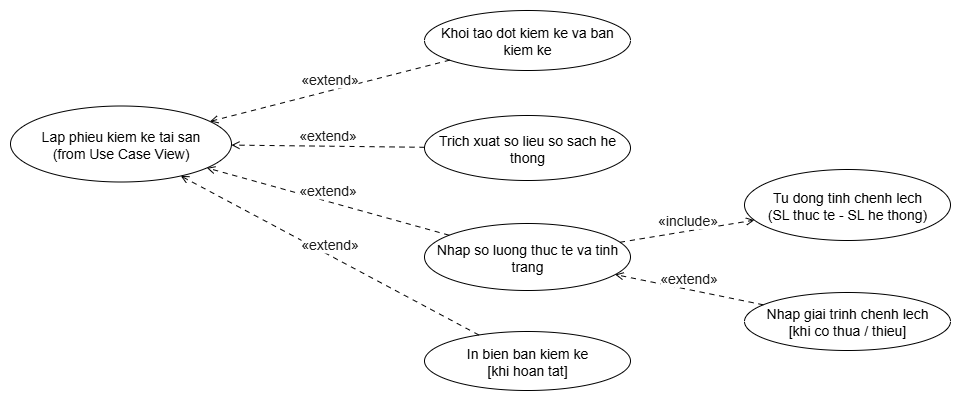 Khoi tao dot kiem ke va ban
kiem ke
«extend»
Lap phieu kiem ke tai san
(from Use Case View)
«extend»
Trich xuat so lieu so sach he
thong
«extend»
Tu dong tinh chenh lech
(SL thuc te - SL he thong)
«include»
«extend»
Nhap so luong thuc te va tinh
trang
«extend»
Nhap giai trinh chenh lech
[khi co thua / thieu]
In bien ban kiem ke
[khi hoan tat]